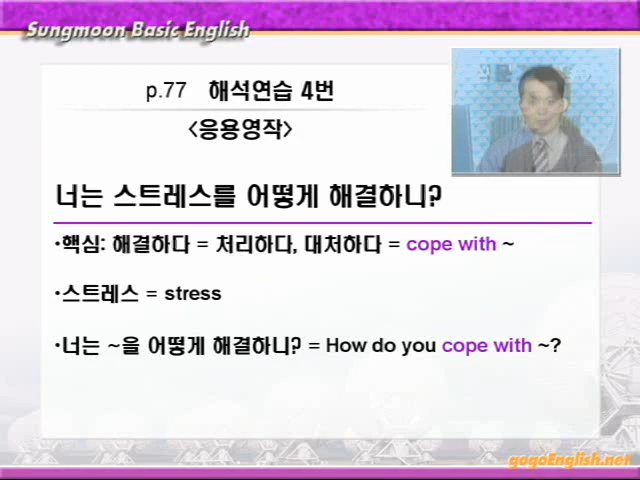 Sungmoon Basic English
p.77 해석연습 4번
<응용영작>
너는 스트레스를 어떻게 해결하니?
•핵심: 해결하다 = 처리하다, 대처하다 = cope with ~
•스트레스 = stress
•너는 ~을 어떻게 해결하니? = How do you cope with ~?
gogoEnglish.net